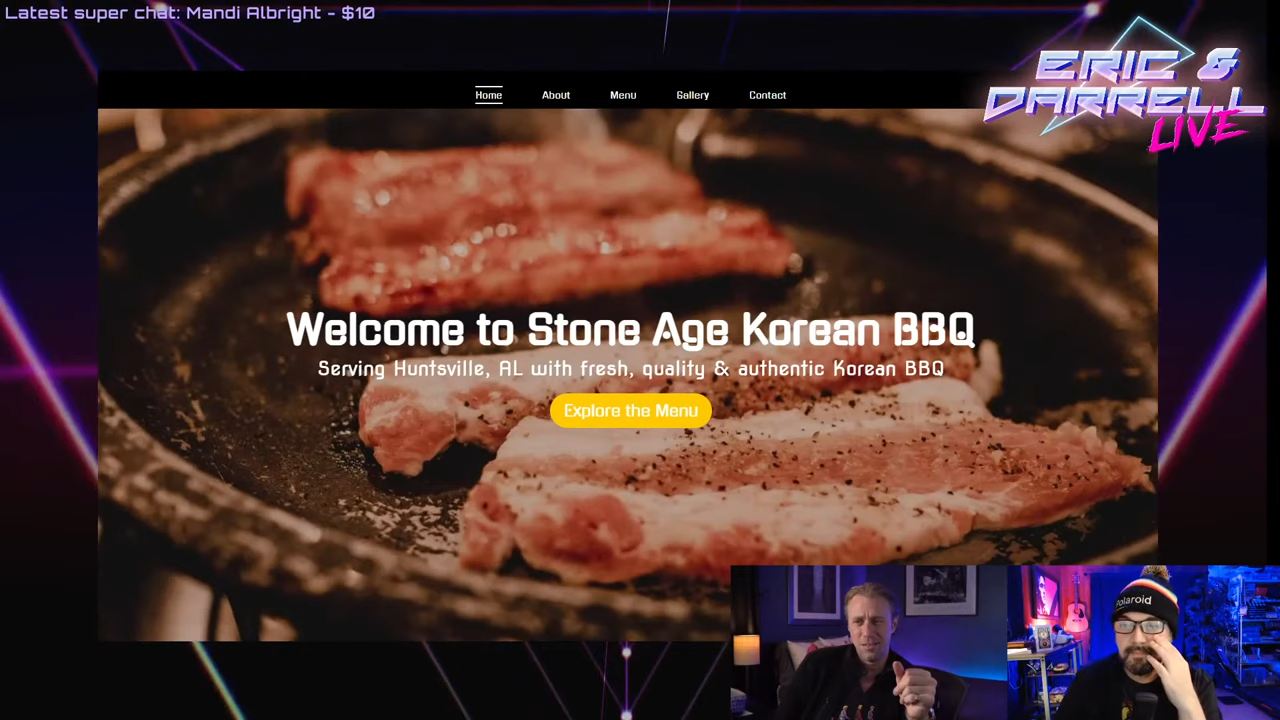 Latest super chat: Mandi Albright - $10
ERIC &
DARRELL
LIVE
Home About Menu Gallery Contact
Welcome to Stone Age Korean BBQ
Serving Huntsville, AL with fresh, quality & authentic Korean BBQ
Explore the Menu
Polaroid